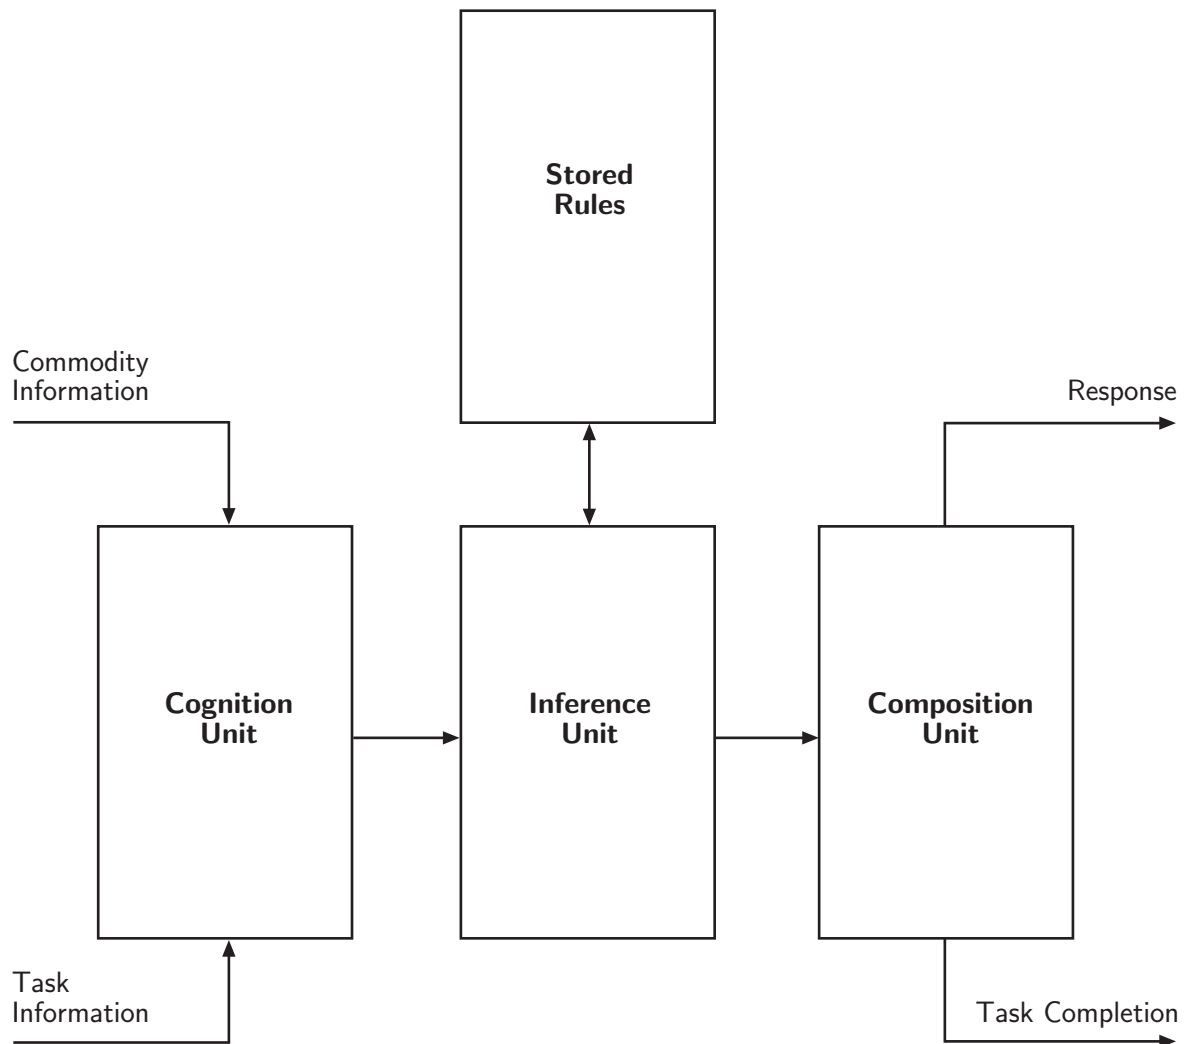 Stored
Rules
Commodity
Information
Response
Cognition
Unit
Inference
Unit
Composition
Unit
Task
Information
Task Completion